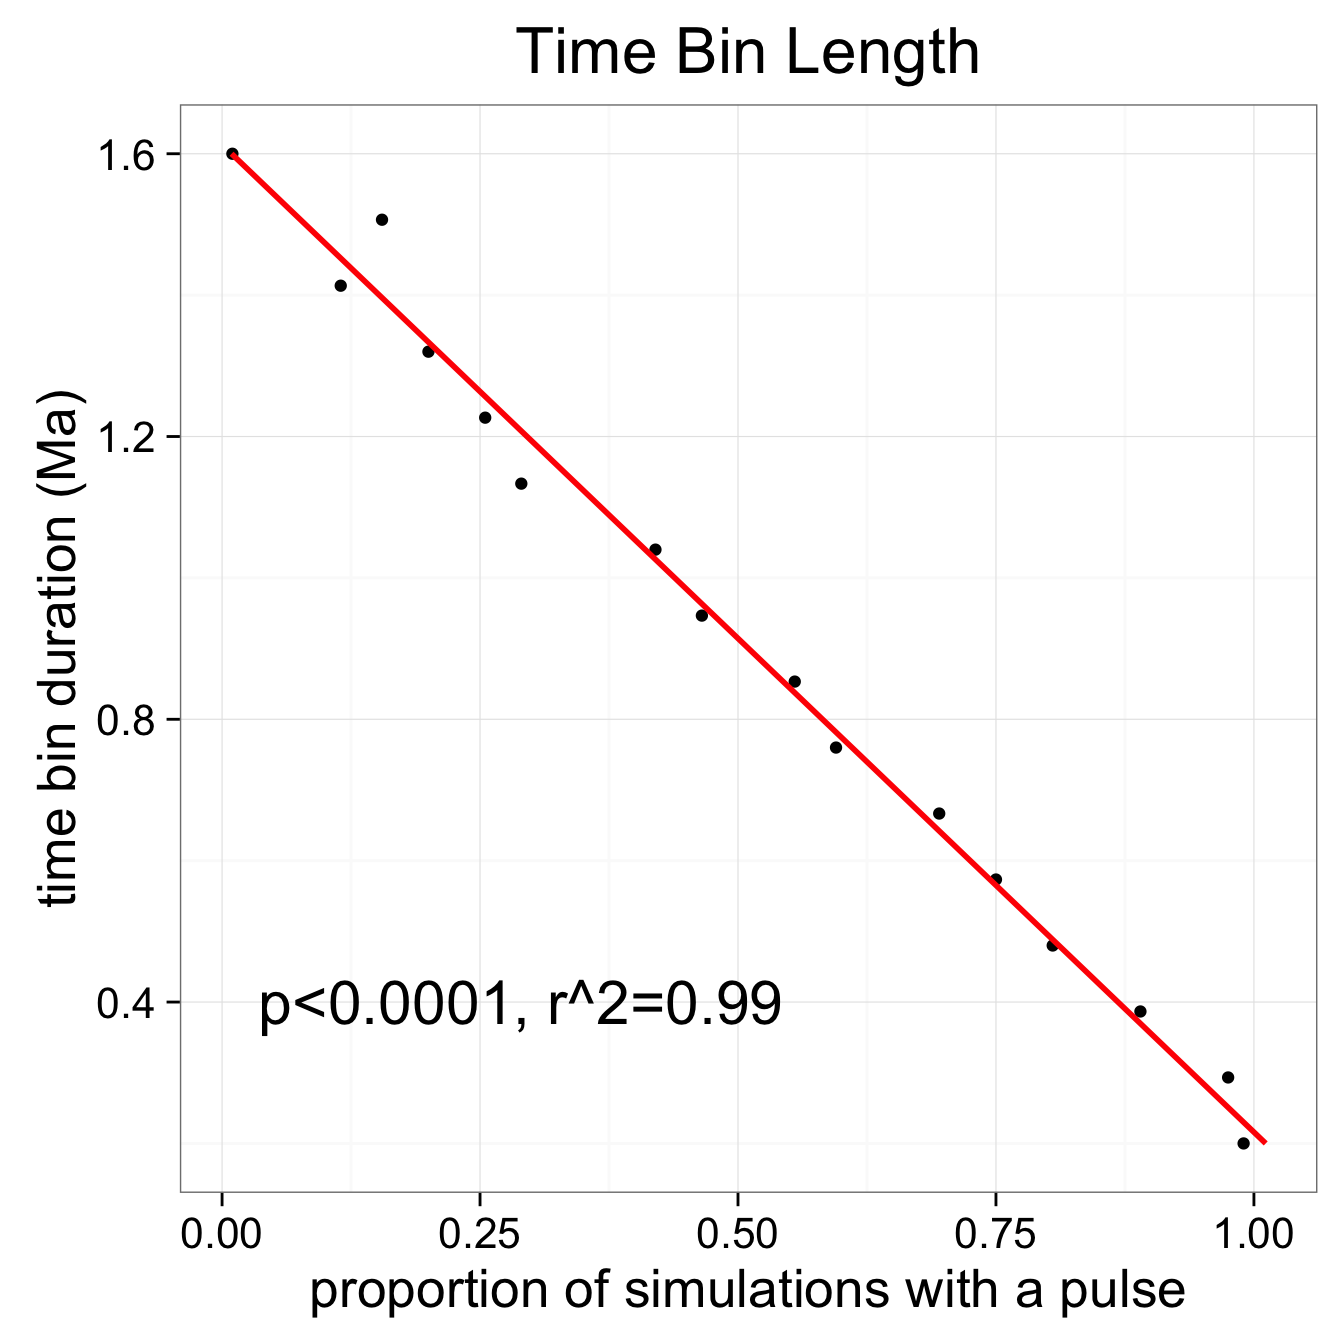 Time Bin Length
time bin duration (Ma)
1.6
1.2
0.8
0.4
p<0.0001, r^2=0.99
0.00 0.25 0.50 0.75 1.00
proportion of simulations with a pulse